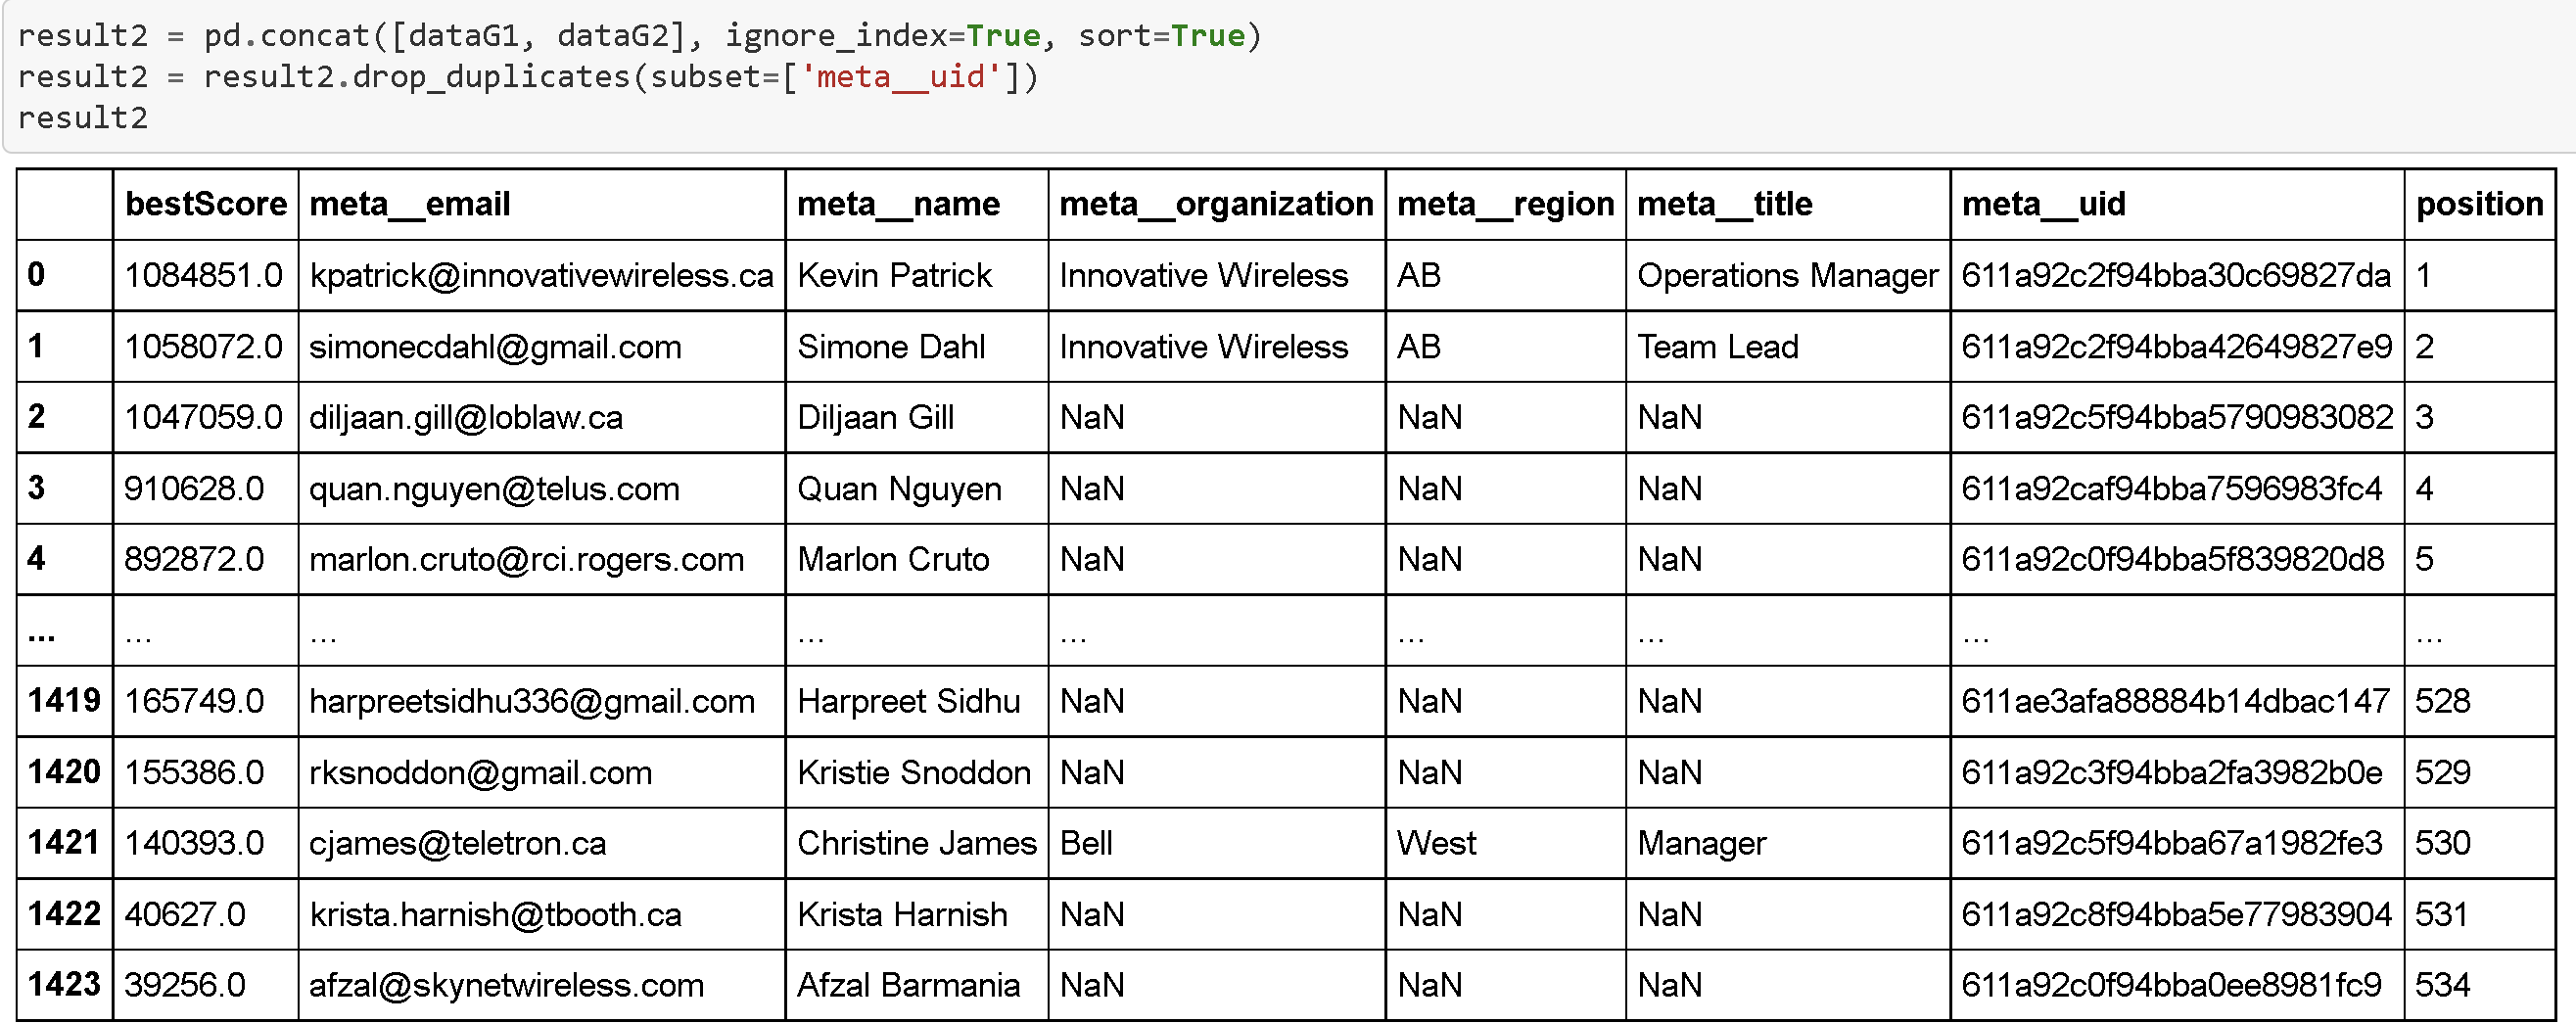 result2 = pd.concat([dataG1, dataG2], ignore_index=True, sort=True)
result2 = result2.drop_duplicates(subset=['meta__uid'])
result2
bestScore meta__email meta__name meta__organization meta__region meta__title meta__uid position
0 1084851.0 kpatrick@innovativewireless.ca Kevin Patrick Innovative Wireless AB Operations Manager 611a92c2f94bba30c69827da 1
1 1058072.0 simonecdahl@gmail.com Simone Dahl Innovative Wireless AB Team Lead 611a92c2f94bba42649827e9 2
2 1047059.0 diljaan.gill@loblaw.ca Diljaan Gill NaN NaN NaN 611a92c5f94bba5790983082 3
3 910628.0 quan.nguyen@telus.com Quan Nguyen NaN NaN NaN 611a92caf94bba7596983fc4 4
4 892872.0 marlon.cruto@rci.rogers.com Marlon Cruto NaN NaN NaN 611a92c0f94bba5f839820d8 5
... ... ... ... ... ... ... ... ...
1419 165749.0 harpreetsidhu336@gmail.com Harpreet Sidhu NaN NaN NaN 611ae3afa88884b14dbac147 528
1420 155386.0 rksnoddon@gmail.com Kristie Snoddon NaN NaN NaN 611a92c3f94bba2fa3982b0e 529
1421 140393.0 cjames@teletron.ca Christine James Bell West Manager 611a92c5f94bba67a1982fe3 530
1422 40627.0 krista.harnish@tbooth.ca Krista Harnish NaN NaN NaN 611a92c8f94bba5e77983904 531
1423 39256.0 afzal@skynetwireless.com Afzal Barmania NaN NaN NaN 611a92c0f94bba0ee8981fc9 534